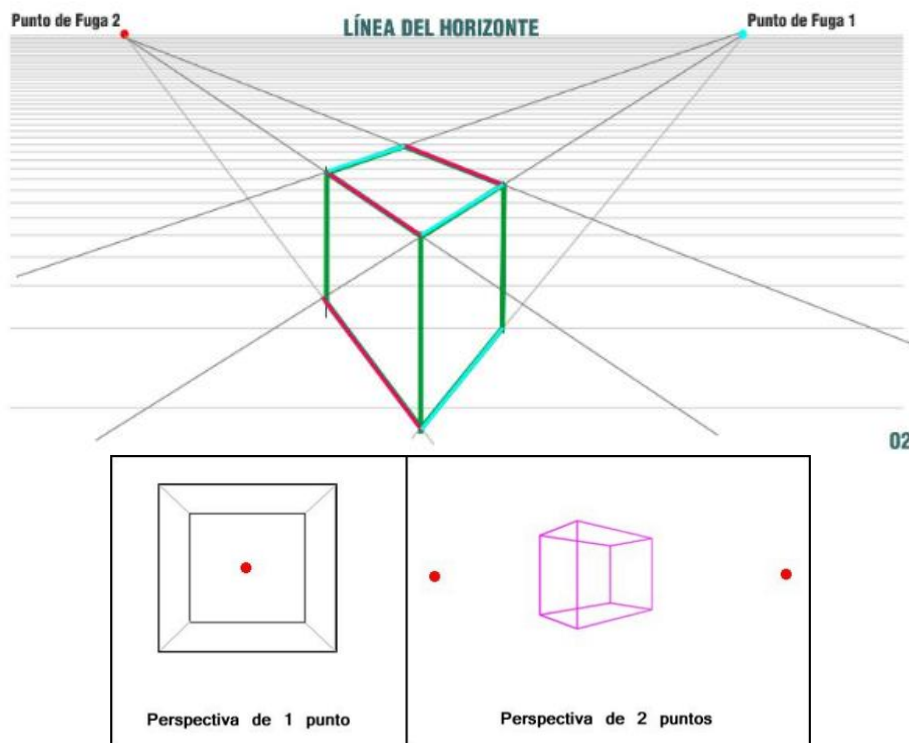 Punto de Fuga 2
LÍNEA DEL HORIZONTE
Punto de Fuga 1
02
Perspectiva de 1 punto
Perspectiva de 2 puntos